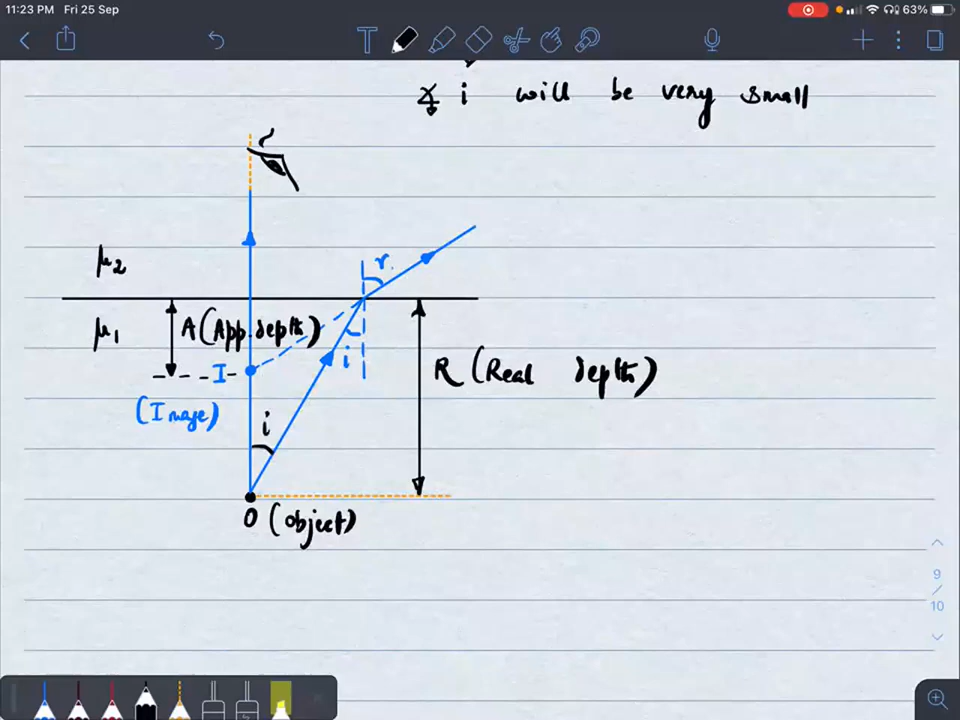 11:23 PM Fri 25 Sep
63%
∡ i will be very small
μ2
r
μ1
A (App. depth)
i
R (Real depth)
I
(Image)
i
O (object)
9
/
10